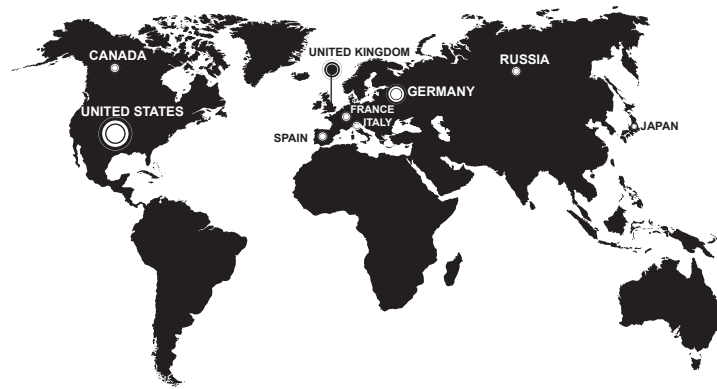 CANADA
UNITED KINGDOM
RUSSIA
UNITED STATES
GERMANY
FRANCE
ITALY
SPAIN
JAPAN